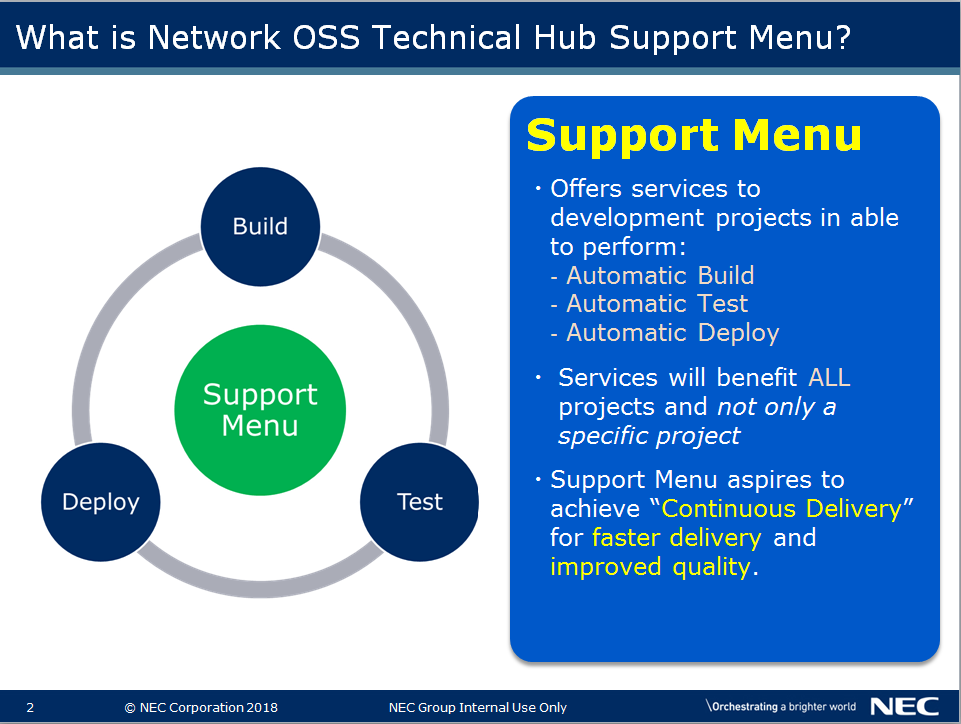 What is Network OSS Technical Hub Support Menu?
Build
Support
Menu
Deploy
Test
Support Menu
・Offers services to
development projects in able
to perform:
- Automatic Build
- Automatic Test
- Automatic Deploy
・ Services will benefit ALL
projects and not only a
specific project
・Support Menu aspires to
achieve “Continuous Delivery”
for faster delivery and
improved quality.
2
© NEC Corporation 2018
NEC Group Internal Use Only
\Orchestrating a brighter world
NEC